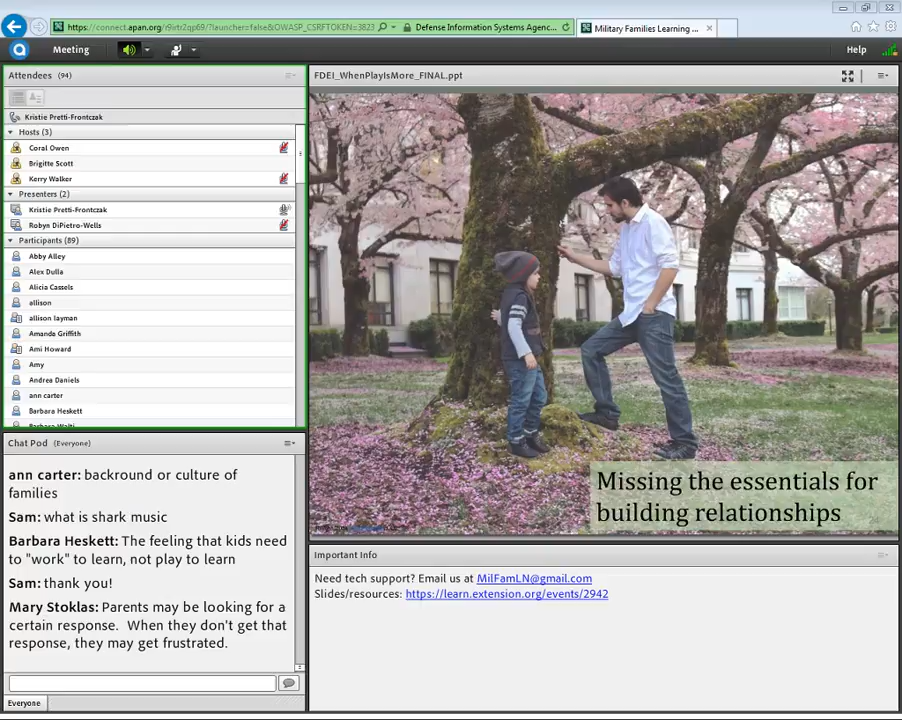 https://connect.apan.org/r9irtr2qp69/?launcher=false&OWASP_CSRFTOKEN=3823
Defense Information Systems Agenc...
Military Families Learning ...
Meeting
Help
Attendees (94)
Kristie Pretti-Frontczak
Hosts (3)
Coral Owen
Brigitte Scott
Kerry Walker
Presenters (2)
Kristie Pretti-Frontczak
Robyn DiPietro-Wells
Participants (89)
Abby Alley
Alex Dulla
Alicia Cassels
allison
allison layman
Amanda Griffith
Ami Howard
Amy
Andrea Daniels
ann carter
Barbara Heskett
Chat Pod (Everyone)
ann carter: backround or culture of
families
Sam: what is shark music
Barbara Heskett: The feeling that kids need
to "work" to learn, not play to learn
Sam: thank you!
Mary Stoklas: Parents may be looking for a
certain response. When they don't get that
response, they may get frustrated.
Everyone
FDEI_WhenPlayIsMore_FINAL.ppt
Missing the essentials for
building relationships
Important Info
Need tech support? Email us at MilFamLN@gmail.com
Slides/resources: https://learn.extension.org/events/2942